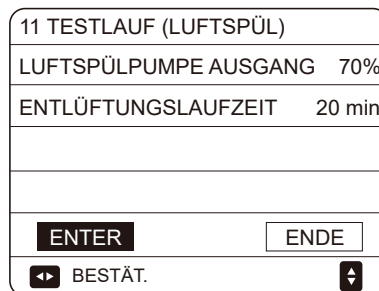 11 TESTLAUF (LUFTSPÜL)
LUFTSPÜLPUMPE AUSGANG 70%
ENTLÜFTUNGSLAUFZEIT 20 min
ENTER ENDE
BESTÄT.